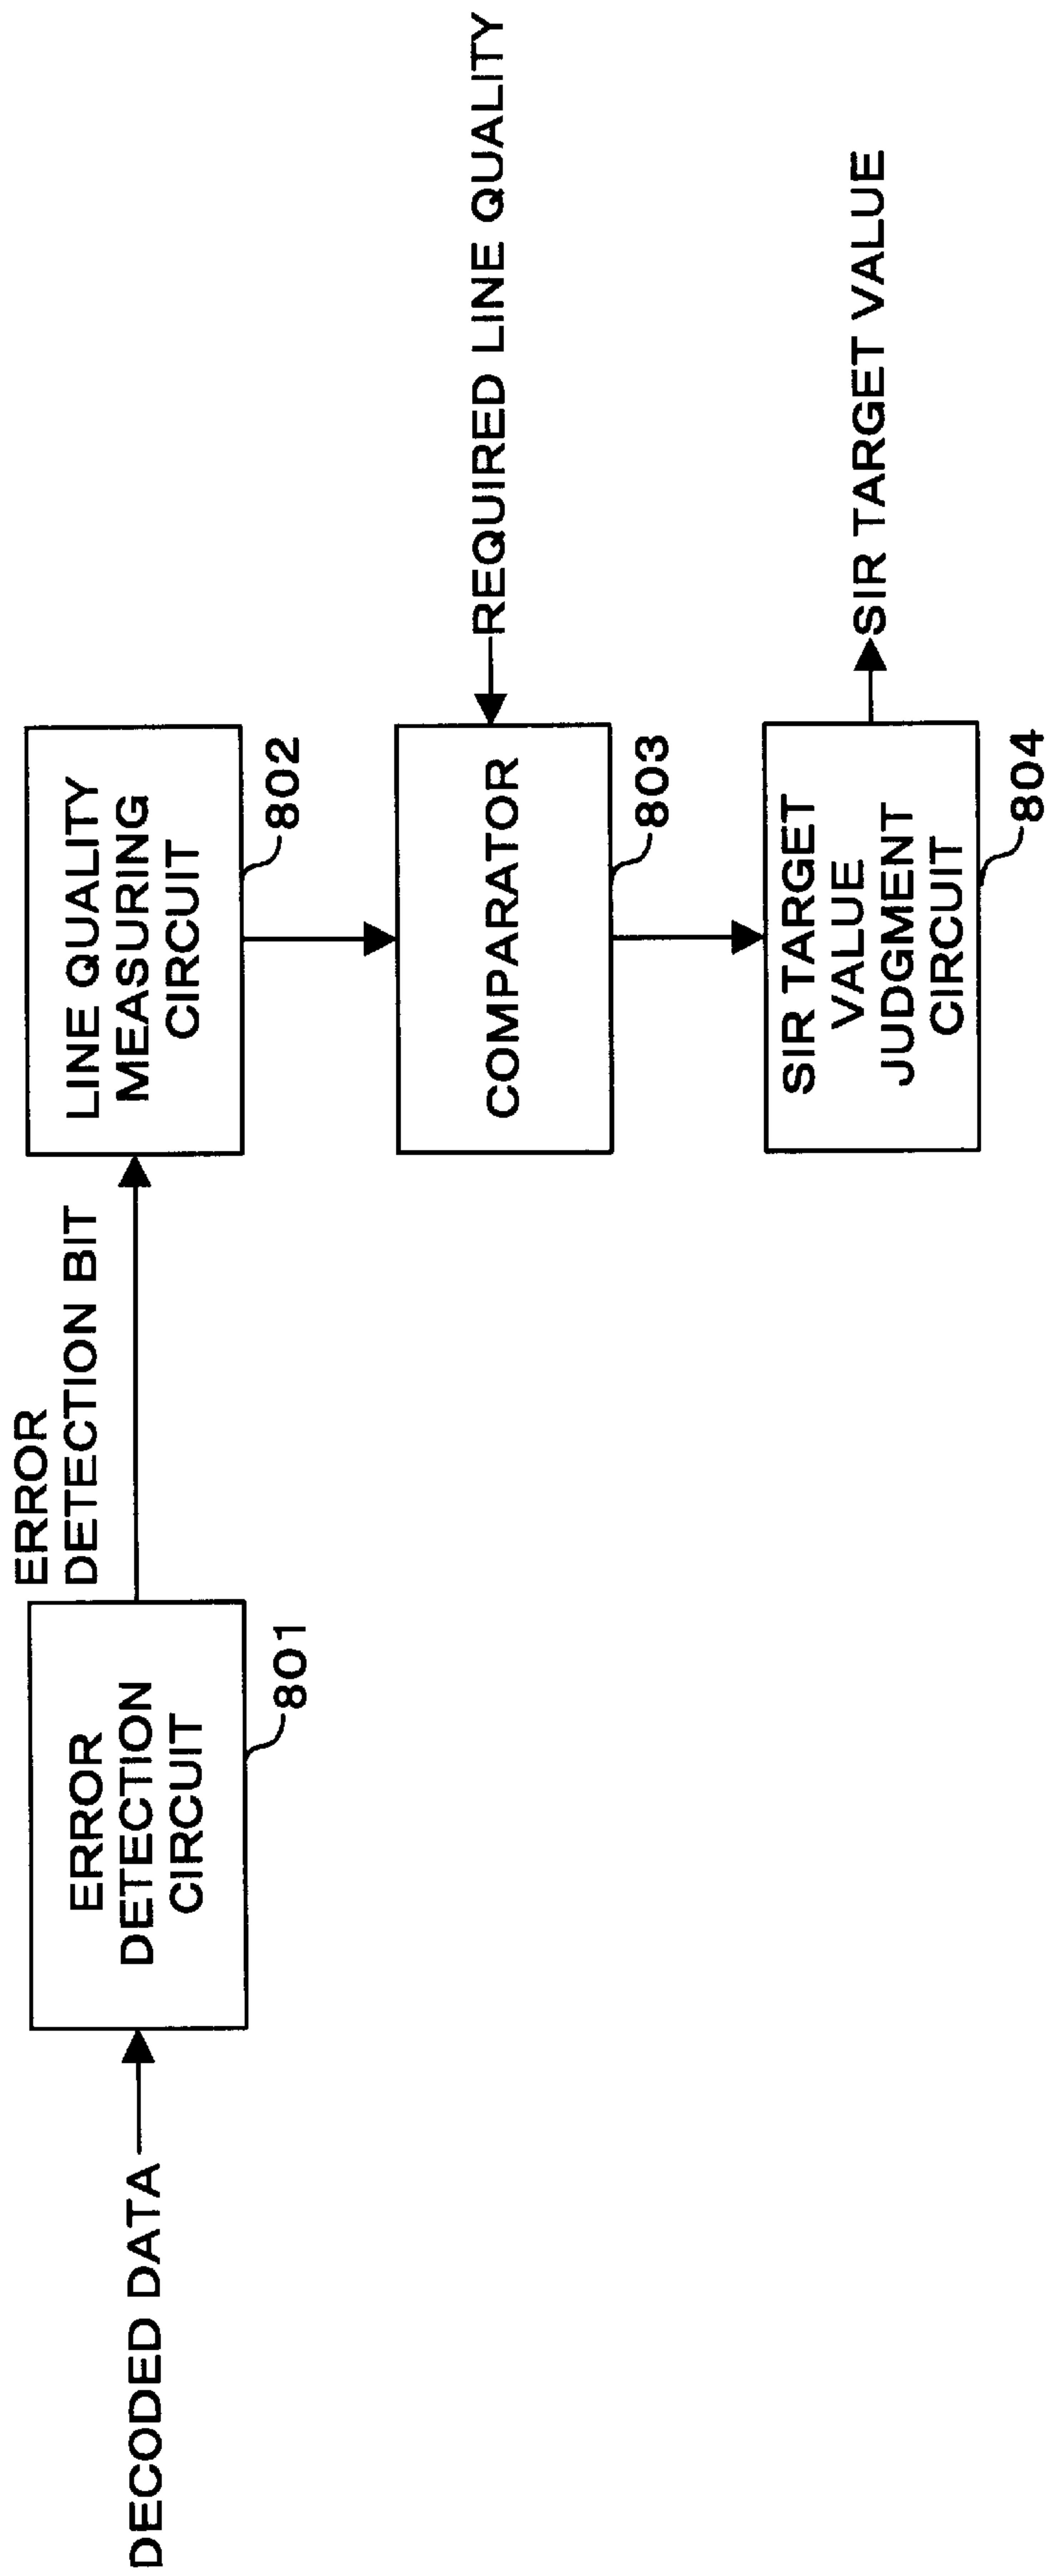 DECODED DATA
ERROR
DETECTION
CIRCUIT
801
ERROR
DETECTION BIT
LINE QUALITY
MEASURING
CIRCUIT
802
COMPARATOR
803
REQUIRED LINE QUALITY
SIR TARGET
VALUE
JUDGMENT
CIRCUIT
804
SIR TARGET VALUE